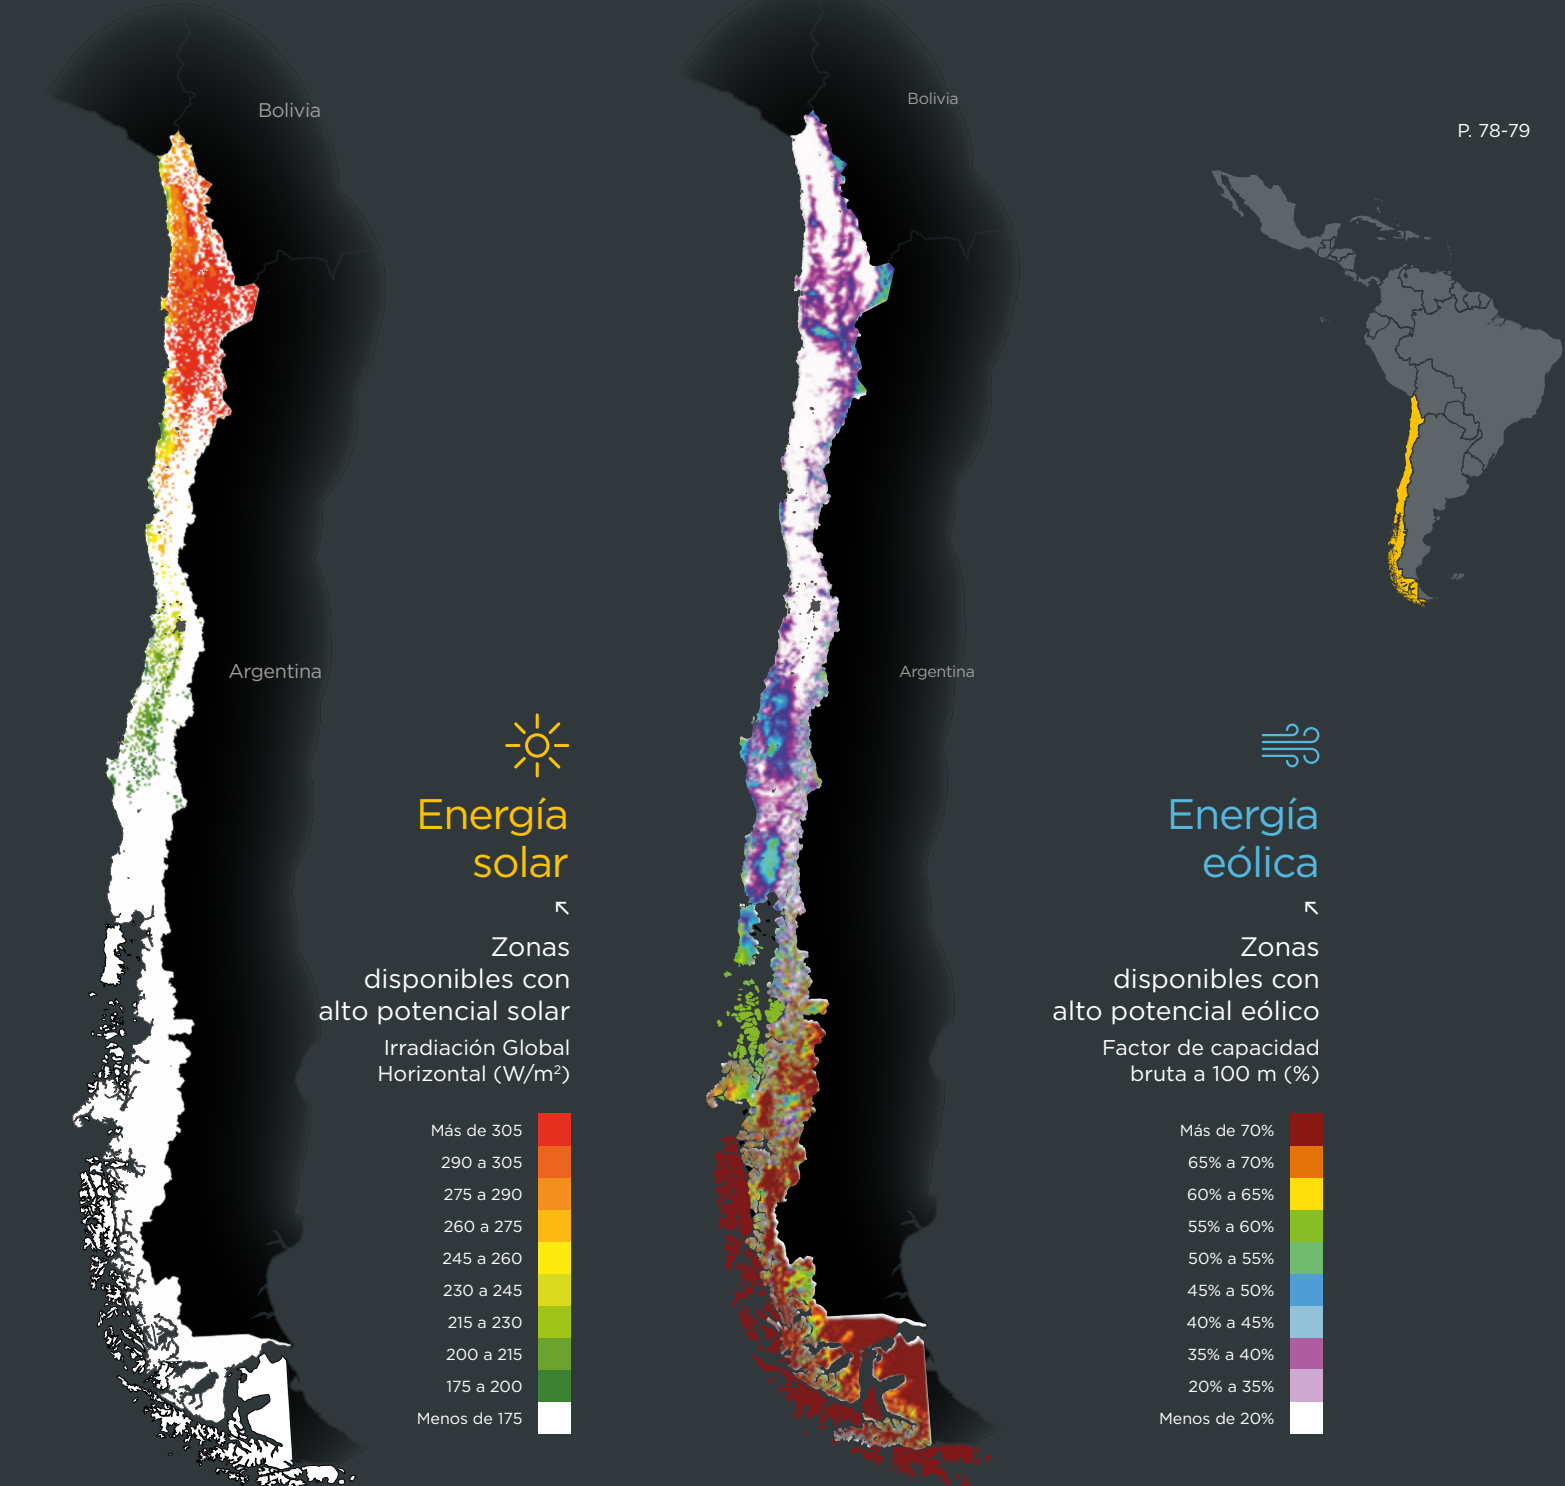 Bolivia
Argentina
Energía
solar
Zonas
disponibles con
alto potencial solar
Irradiación Global
Horizontal (W/m²)
Más de 305
290 a 305
275 a 290
260 a 275
245 a 260
230 a 245
215 a 230
200 a 215
175 a 200
Menos de 175
Bolivia
Argentina
Energía
eólica
Zonas
disponibles con
alto potencial eólico
Factor de capacidad
bruta a 100 m (%)
Más de 70%
65% a 70%
60% a 65%
55% a 60%
50% a 55%
45% a 50%
40% a 45%
35% a 40%
20% a 35%
Menos de 20%
P. 78-79